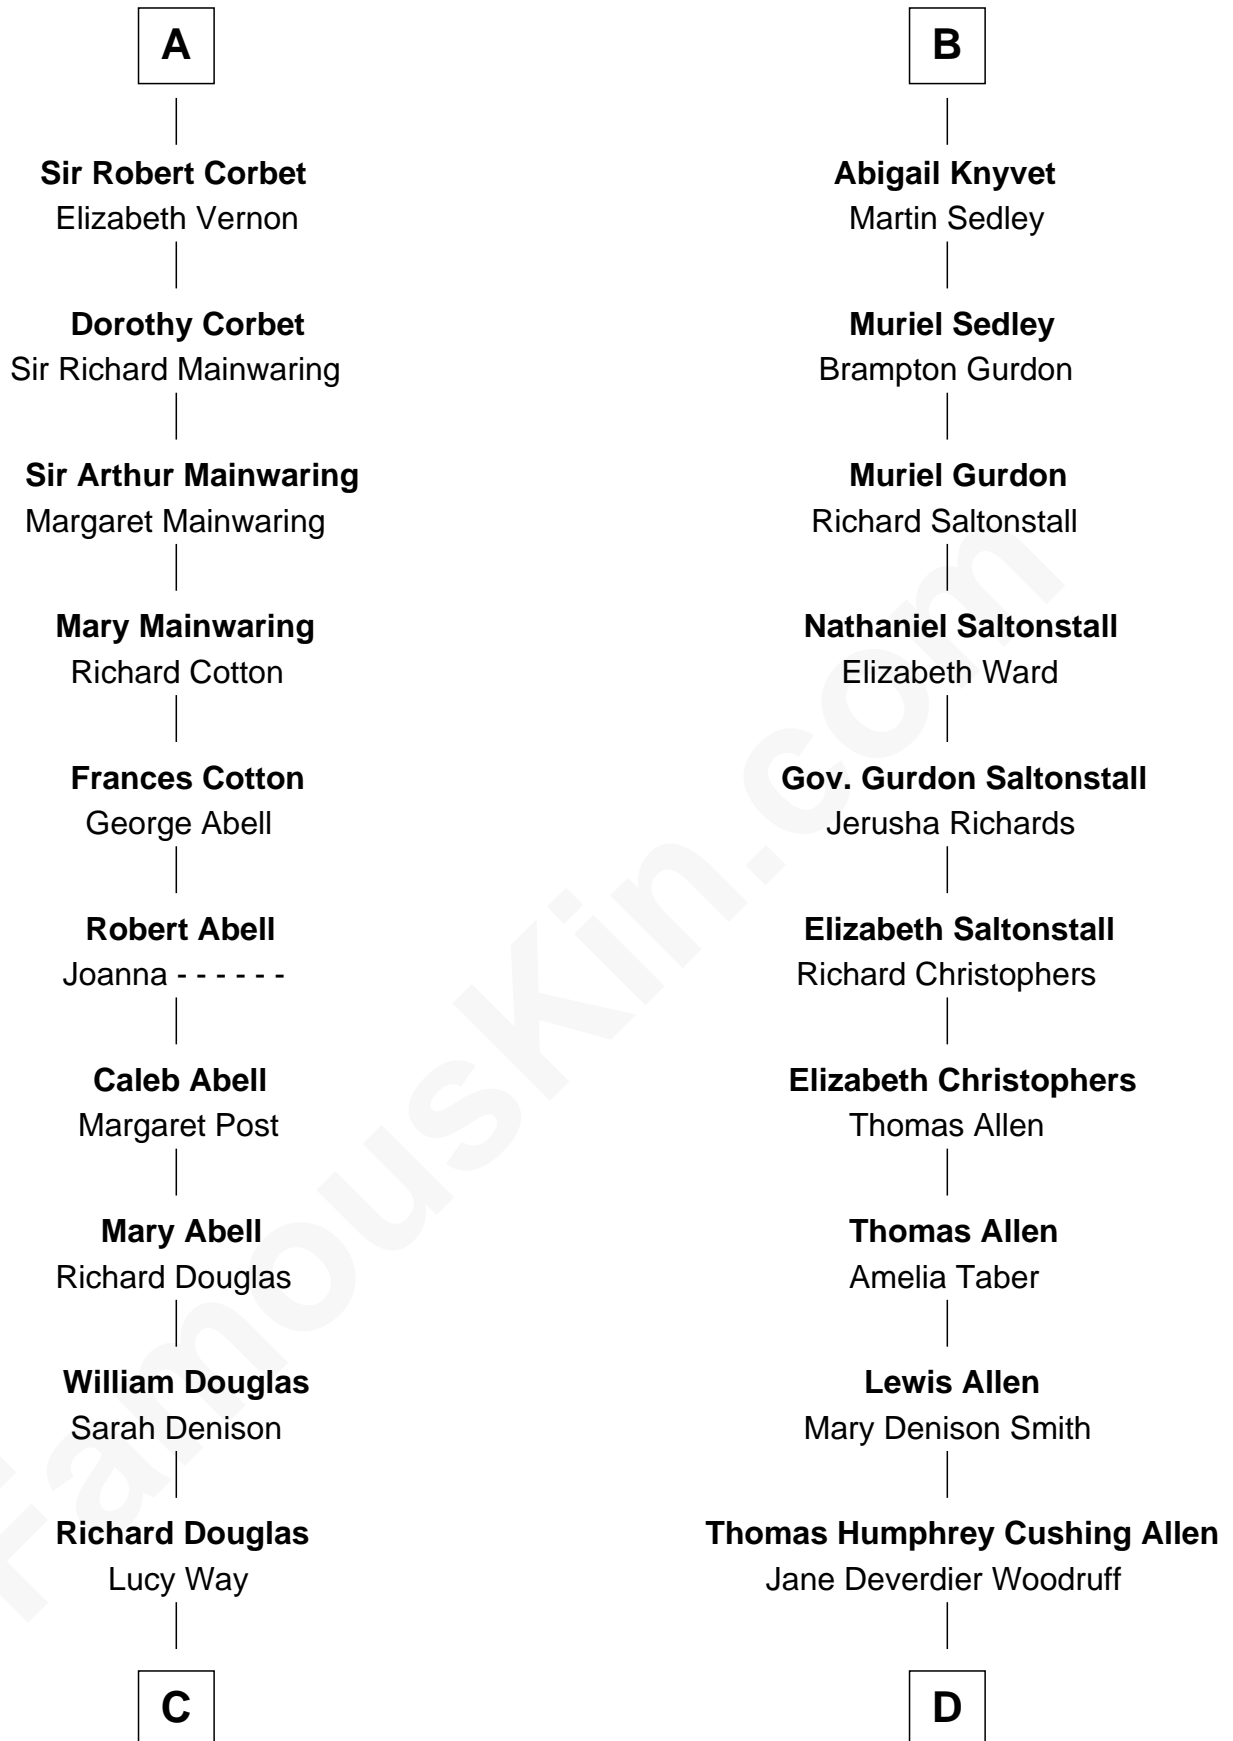 A
Sir Robert Corbet
Elizabeth Vernon
Dorothy Corbet
Sir Richard Mainwaring
Sir Arthur Mainwaring
Margaret Mainwaring
Mary Mainwaring
Richard Cotton
Frances Cotton
George Abell
Robert Abell
Joanna - - - - - -
Caleb Abell
Margaret Post
Mary Abell
Richard Douglas
William Douglas
Sarah Denison
Richard Douglas
Lucy Way
C
B
Abigail Knyvet
Martin Sedley
Muriel Sedley
Brampton Gurdon
Muriel Gurdon
Richard Saltonstall
Nathaniel Saltonstall
Elizabeth Ward
Gov. Gurdon Saltonstall
Jerusha Richards
Elizabeth Saltonstall
Richard Christophers
Elizabeth Christophers
Thomas Allen
Thomas Allen
Amelia Taber
Lewis Allen
Mary Denison Smith
Thomas Humphrey Cushing Allen
Jane Deverdier Woodruff
D
FamousKin.com